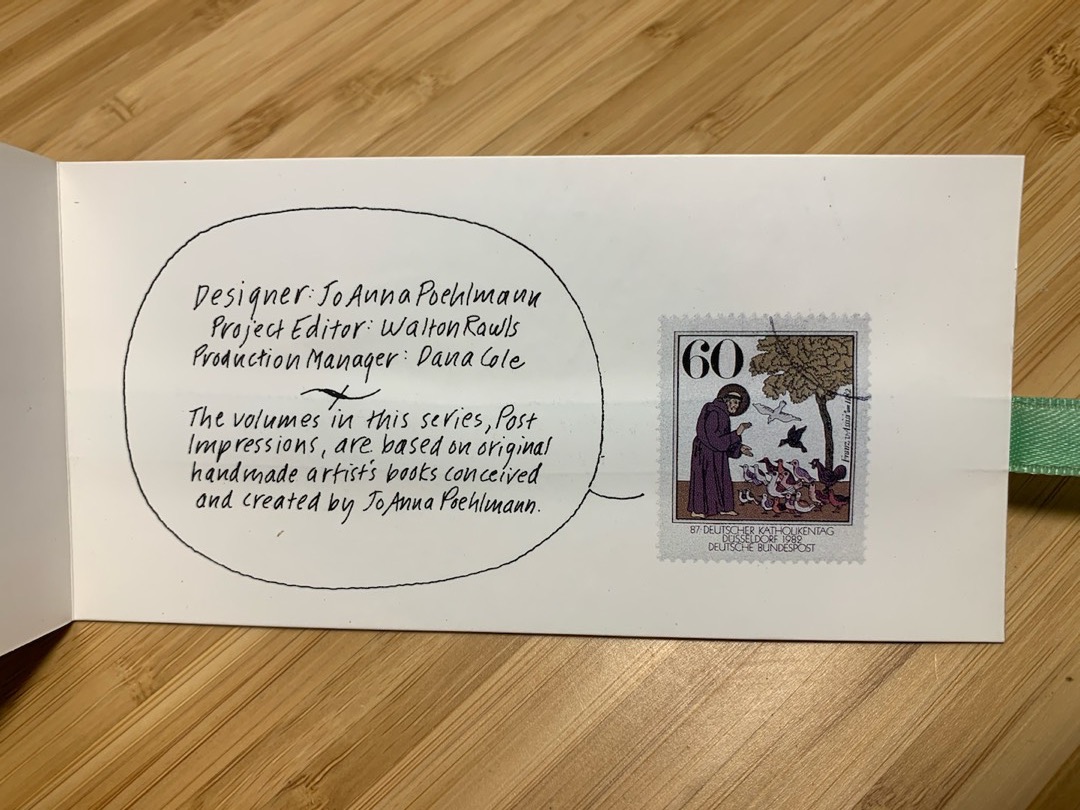 Designer: JoAnna Poehlmann
Project Editor: Walton Rawls
Production Manager: Dana Cole
The volumes in this series, Post
Impressions, are based on original
handmade artist's books conceived
and created by JoAnna Poehlmann.
60
87. DEUTSCHER KATHOLIKENTAG
DÜSSELDORF 1982
DEUTSCHE BUNDESPOST